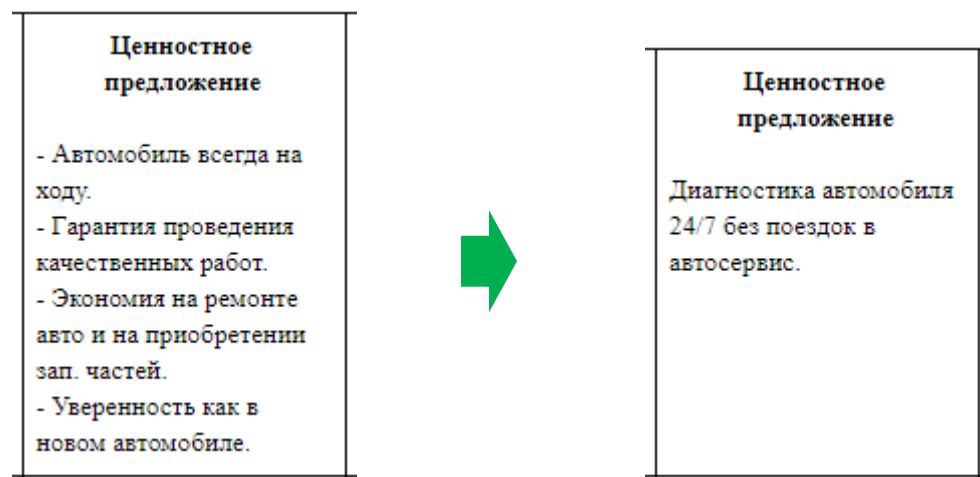 Ценностное
предложение
- Автомобиль всегда на
ходу.
- Гарантия проведения
качественных работ.
- Экономия на ремонте
авто и на приобретении
зап. частей.
- Уверенность как в
новом автомобиле.
Ценностное
предложение
Диагностика автомобиля
24/7 без поездок в
автосервис.